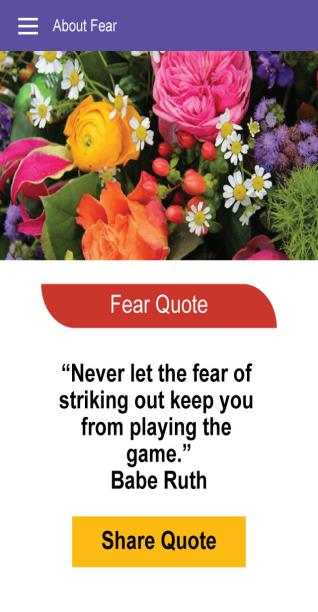 About Fear
Fear Quote
“Never let the fear of
striking out keep you
from playing the
game.”
Babe Ruth
Share Quote